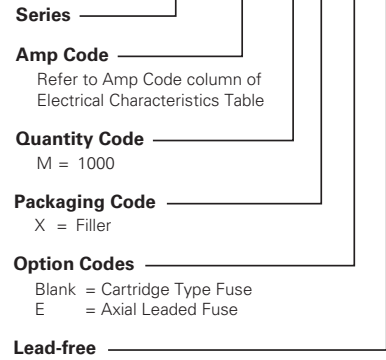 Series
Amp Code
Refer to Amp Code column of
Electrical Characteristics Table
Quantity Code
M = 1000
Packaging Code
X = Filler
Option Codes
Blank = Cartridge Type Fuse
E = Axial Leaded Fuse
Lead-free